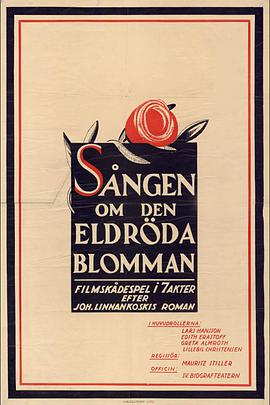 SÅNGEN
OM DEN
ELDRÖDA
BLOMMAN
FILMSKÅDESPEL I 7 AKTER
EFTER
JOH. LINNANKOSKIS ROMAN
I HUVUDROLLERNA:
LARS HANSON
EDITH ERASTOFF
GRETA ALMROTH
LILLEBIL CHRISTENSEN
REGISSÖR:
MAURITZ STILLER
OFFICIN:
SV. BIOGRAFTEATERN